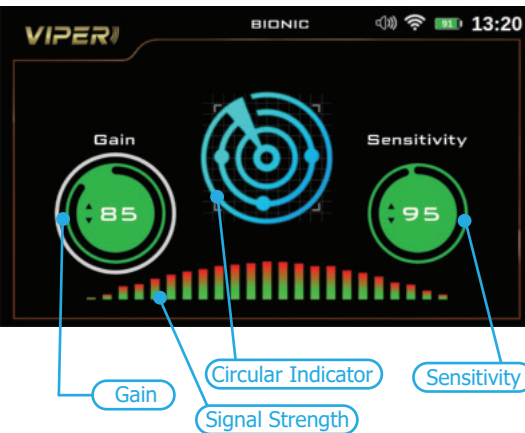 VIPER
BIONIC
91
13:20
Gain
Sensitivity
85
95
Circular Indicator
Sensitivity
Gain
Signal Strength